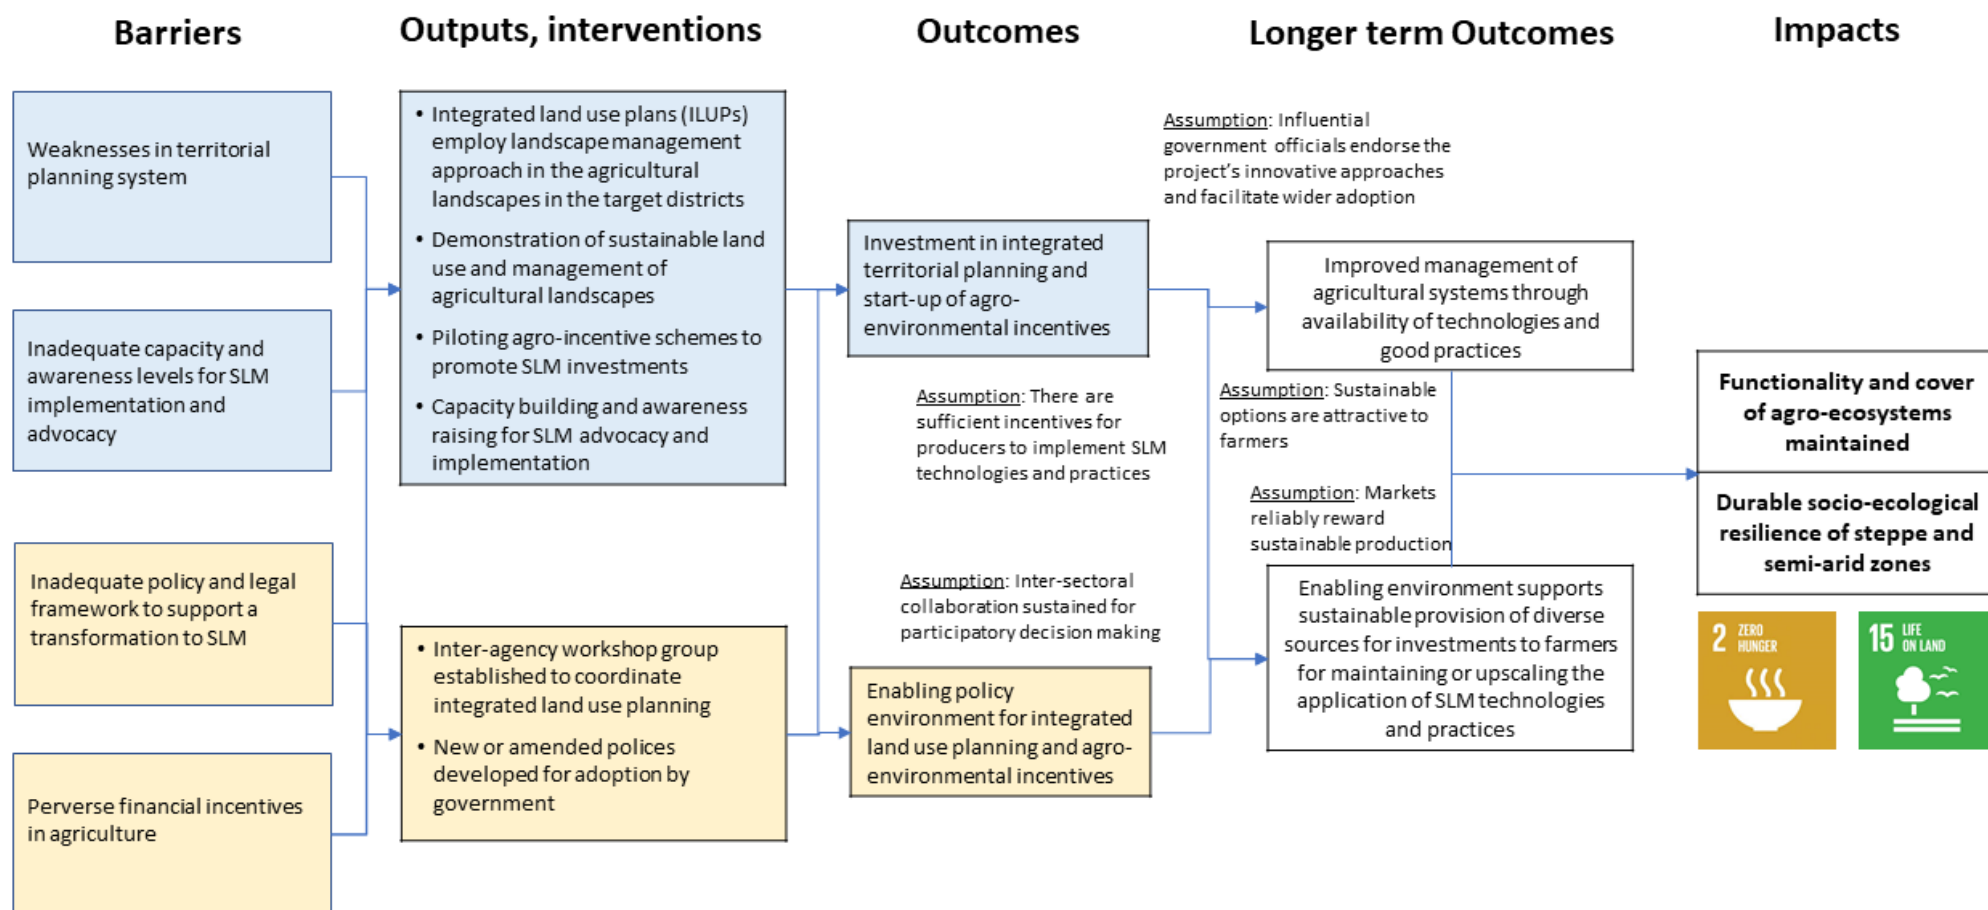 Barriers
Outputs, interventions
Outcomes
Longer term Outcomes
Impacts
Weaknesses in territorial
planning system
Inadequate capacity and
awareness levels for SLM
implementation and
advocacy
Inadequate policy and legal
framework to support a
transformation to SLM
Perverse financial incentives
in agriculture
• Integrated land use plans (ILUPs)
employ landscape management
approach in the agricultural
landscapes in the target districts
• Demonstration of sustainable land
use and management of
agricultural landscapes
• Piloting agro-incentive schemes to
promote SLM investments
• Capacity building and awareness
raising for SLM advocacy and
implementation
• Inter-agency workshop group
established to coordinate
integrated land use planning
• New or amended polices
developed for adoption by
government
Investment in integrated
territorial planning and
start-up of agro-
environmental incentives
Assumption: There are
sufficient incentives for
producers to implement SLM
technologies and practices
Assumption: Inter-sectoral
collaboration sustained for
participatory decision making
Enabling policy
environment for integrated
land use planning and agro-
environmental incentives
Assumption: Influential
government officials endorse the
project's innovative approaches
and facilitate wider adoption
Improved management of
agricultural systems through
availability of technologies and
good practices
Assumption: Sustainable
options are attractive to
farmers
Assumption: Markets
reliably reward
sustainable production
Enabling environment supports
sustainable provision of diverse
sources for investments to farmers
for maintaining or upscaling the
application of SLM technologies
and practices
Functionality and cover
of agro-ecosystems
maintained
Durable socio-ecological
resilience of steppe and
semi-arid zones
2 ZERO
HUNGER
15 LIFE
ON LAND